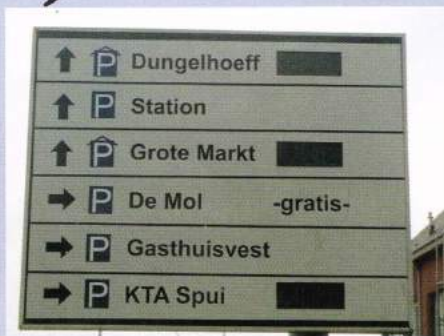 P Dungelhoeff
P Station
P Grote Markt
P De Mol -gratis-
P Gasthuisvest
P KTA Spui